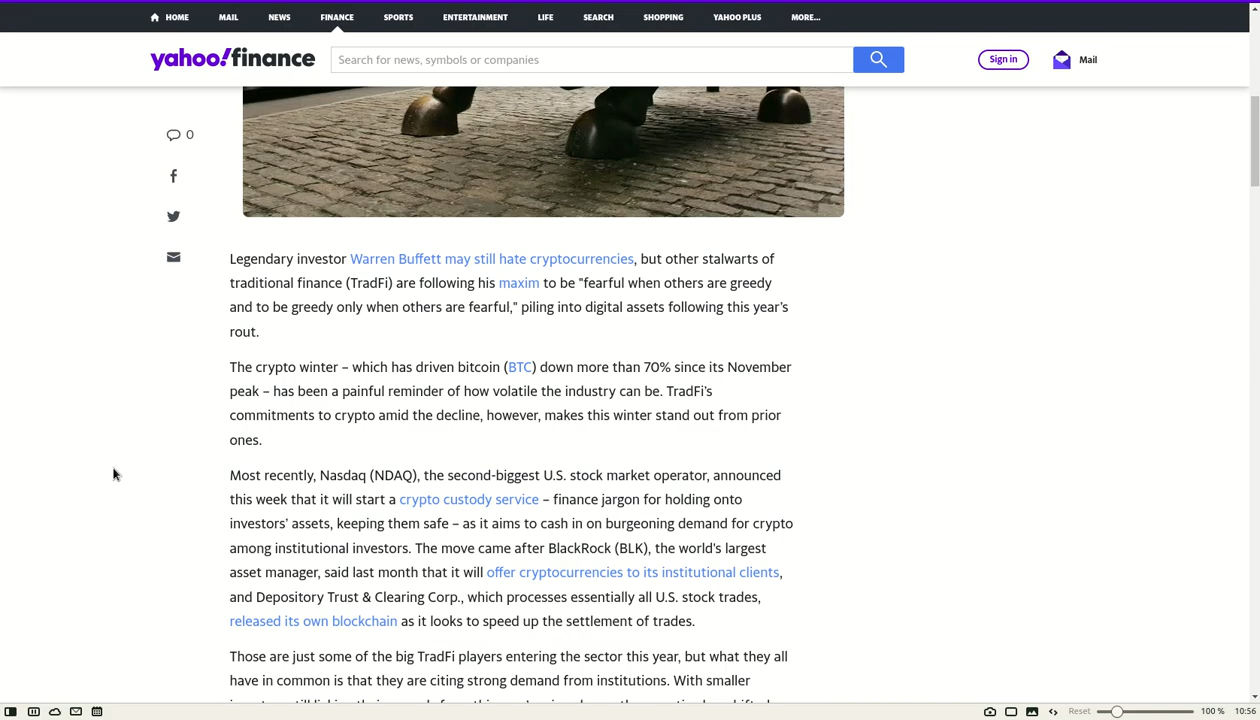 HOME MAIL NEWS FINANCE SPORTS ENTERTAINMENT LIFE SEARCH SHOPPING YAHOO PLUS MORE...
yahoo!finance Search for news, symbols or companies Sign in Mail
0
Legendary investor Warren Buffett may still hate cryptocurrencies, but other stalwarts of
traditional finance (TradFi) are following his maxim to be "fearful when others are greedy
and to be greedy only when others are fearful," piling into digital assets following this year's
rout.
The crypto winter – which has driven bitcoin (BTC) down more than 70% since its November
peak – has been a painful reminder of how volatile the industry can be. TradFi's
commitments to crypto amid the decline, however, makes this winter stand out from prior
ones.
Most recently, Nasdaq (NDAQ), the second-biggest U.S. stock market operator, announced
this week that it will start a crypto custody service – finance jargon for holding onto
investors' assets, keeping them safe – as it aims to cash in on burgeoning demand for crypto
among institutional investors. The move came after BlackRock (BLK), the world's largest
asset manager, said last month that it will offer cryptocurrencies to its institutional clients,
and Depository Trust & Clearing Corp., which processes essentially all U.S. stock trades,
released its own blockchain as it looks to speed up the settlement of trades.
Those are just some of the big TradFi players entering the sector this year, but what they all
have in common is that they are citing strong demand from institutions. With smaller
Reset 100 % 10:56